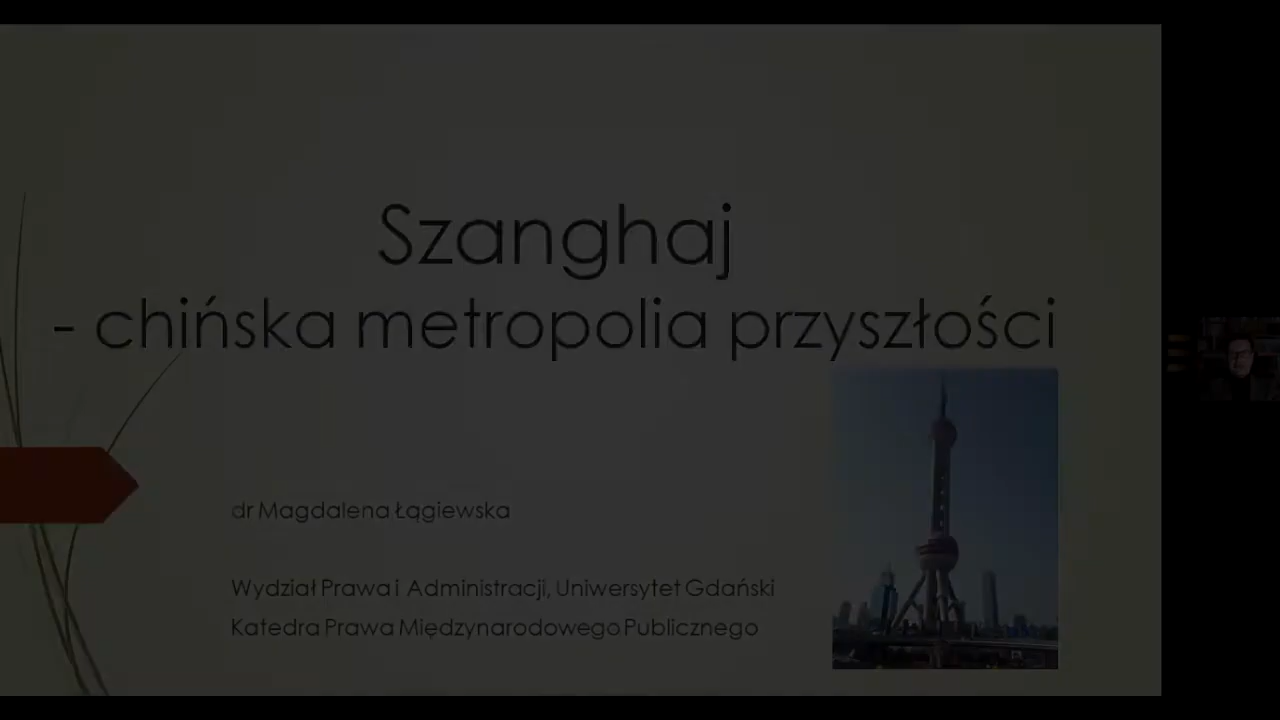 Szanghaj
- chińska metropolia przyszłości
dr Magdalena Łągiewska
Wydział Prawa i Administracji, Uniwersytet Gdański
Katedra Prawa Międzynarodowego Publicznego